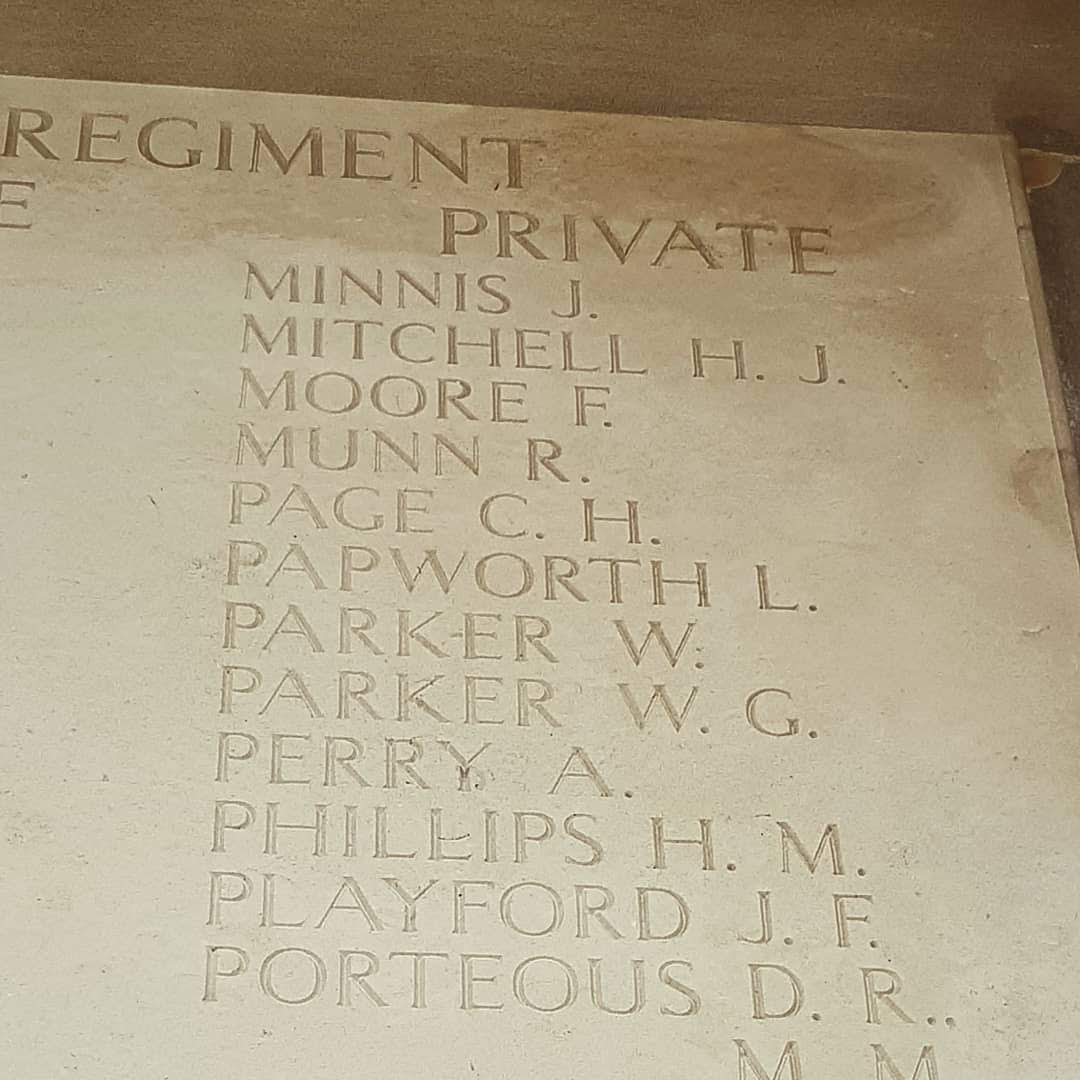 REGIMENT
E
PRIVATE
MINNIS J.
MITCHELL H. J.
MOORE F.
MUNN R.
PAGE C. H.
PAPWORTH L.
PARKER W.
PARKER W. G.
PERRY A.
PHILLIPS H. M.
PLAYFORD J. F.
PORTEOUS D. R.,
M. M.